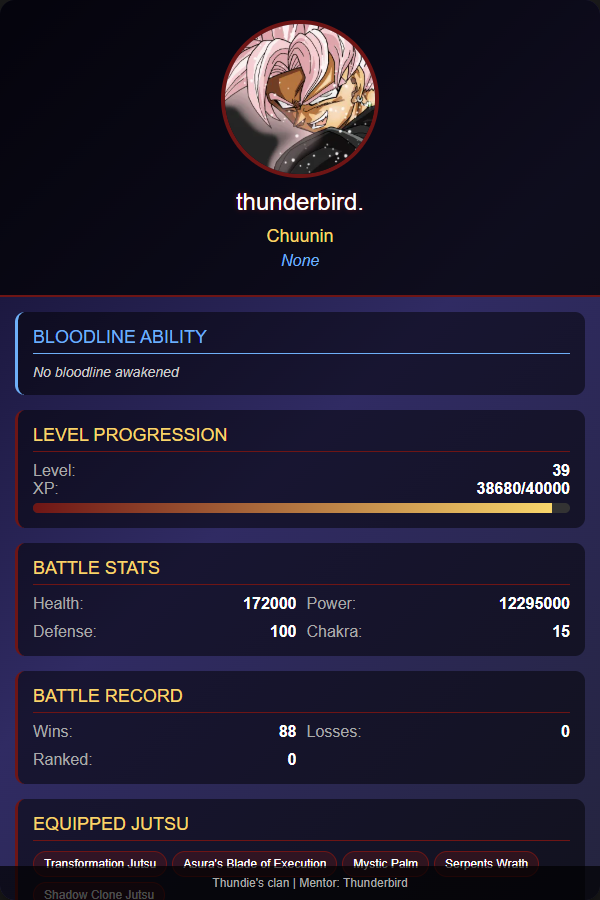 thunderbird.
Chuunin
None
BLOODLINE ABILITY
No bloodline awakened
LEVEL PROGRESSION
Level: 39
XP: 38680/40000
BATTLE STATS
Health: 172000 Power: 12295000
Defense: 100 Chakra: 15
BATTLE RECORD
Wins: 88 Losses: 0
Ranked: 0
EQUIPPED JUTSU
Transformation Jutsu Asura's Blade of Execution Mystic Palm Serpents Wrath
Thundie's clan | Mentor: Thunderbird
Shadow Clone Jutsu